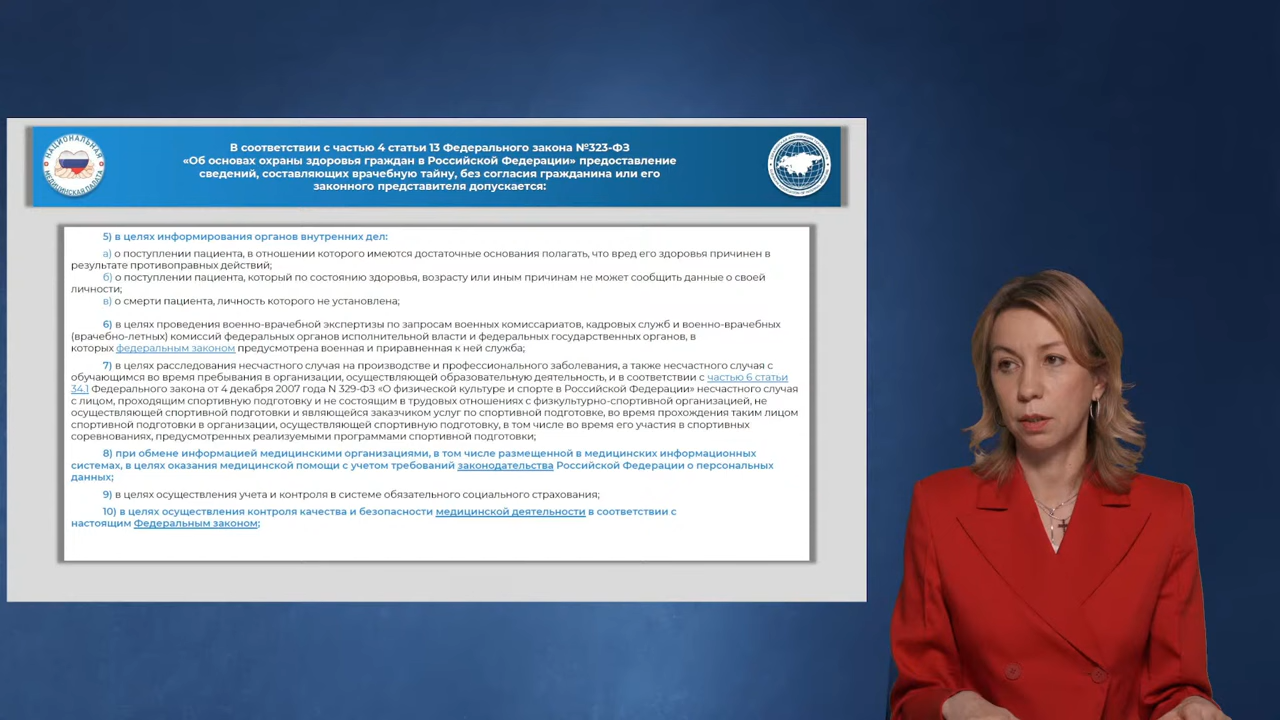 В соответствии с частью 4 статьи 13 Федерального закона №323-ФЗ
«Об основах охраны здоровья граждан в Российской Федерации» предоставление
сведений, составляющих врачебную тайну, без согласия гражданина или его
законного представителя допускается:
НАЦИОНАЛЬНАЯ
МЕДИЦИНСКАЯ ПАЛАТА
5) в целях информирования органов внутренних дел:
а) о поступлении пациента, в отношении которого имеются достаточные основания полагать, что вред его здоровья причинен в
результате противоправных действий;
б) о поступлении пациента, который по состоянию здоровья, возрасту или иным причинам не может сообщить данные о своей
личности;
в) о смерти пациента, личность которого не установлена;
6) в целях проведения военно-врачебной экспертизы по запросам военных комиссариатов, кадровых служб и военно-врачебных
(врачебно-летных) комиссий федеральных органов исполнительной власти и федеральных государственных органов, в
которых федеральным законом предусмотрена военная и приравненная к ней служба;
7) в целях расследования несчастного случая на производстве и профессионального заболевания, а также несчастного случая с
обучающимся во время пребывания в организации, осуществляющей образовательную деятельность, и в соответствии с частью 6 статьи
34.1 Федерального закона от 4 декабря 2007 года N 329-ФЗ «О физической культуре и спорте в Российской Федерации» несчастного случая
с лицом, проходящим спортивную подготовку и не состоящим в трудовых отношениях с физкультурно-спортивной организацией, не
осуществляющей спортивной подготовки и являющейся заказчиком услуг по спортивной подготовке, во время прохождения таким лицом
спортивной подготовки в организации, осуществляющей спортивную подготовку, в том числе во время его участия в спортивных
соревнованиях, предусмотренных реализуемыми программами спортивной подготовки;
8) при обмене информацией медицинскими организациями, в том числе размещенной в медицинских информационных
системах, в целях оказания медицинской помощи с учетом требований законодательства Российской Федерации о персональных
данных;
9) в целях осуществления учета и контроля в системе обязательного социального страхования;
10) в целях осуществления контроля качества и безопасности медицинской деятельности в соответствии с
настоящим Федеральным законом;